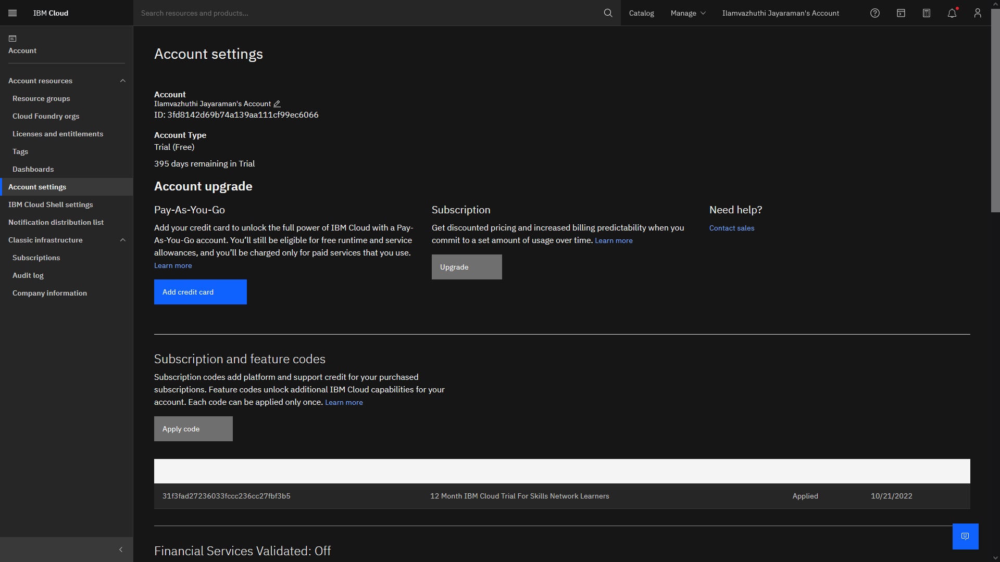 IBM Cloud
Search resources and products...
Catalog
Manage
Ilamvazhuthi Jayaraman's Account
Account
Account resources
Resource groups
Cloud Foundry orgs
Licenses and entitlements
Tags
Dashboards
Account settings
IBM Cloud Shell settings
Notification distribution list
Classic infrastructure
Subscriptions
Audit log
Company information
Account settings
Account
Ilamvazhuthi Jayaraman's Account
ID: 3fd8142d69b74a139aa111cf99ec6066
Account Type
Trial (Free)
395 days remaining in Trial
Account upgrade
Pay-As-You-Go
Add your credit card to unlock the full power of IBM Cloud with a Pay-
As-You-Go account. You’ll still be eligible for free runtime and service
allowances, and you’ll be charged only for paid services that you use.
Learn more
Add credit card
Subscription
Get discounted pricing and increased billing predictability when you
commit to a set amount of usage over time. Learn more
Upgrade
Need help?
Contact sales
Subscription and feature codes
Subscription codes add platform and support credit for your purchased
subscriptions. Feature codes unlock additional IBM Cloud capabilities for your
account. Each code can be applied only once. Learn more
Apply code
31f3fad27236033fccc236cc27fbf3b5 12 Month IBM Cloud Trial For Skills Network Learners Applied 10/21/2022
Financial Services Validated: Off